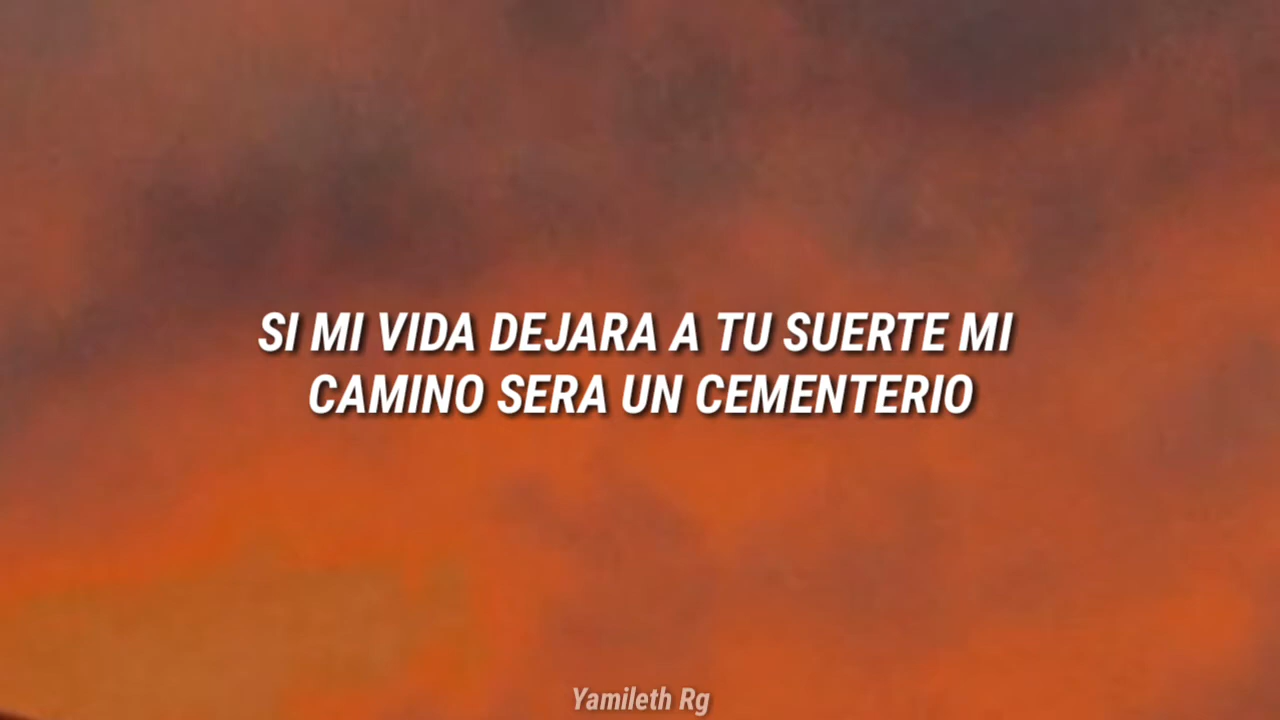 SI MI VIDA DEJARA A TU SUERTE MI
CAMINO SERA UN CEMENTERIO
Yamileth Rg